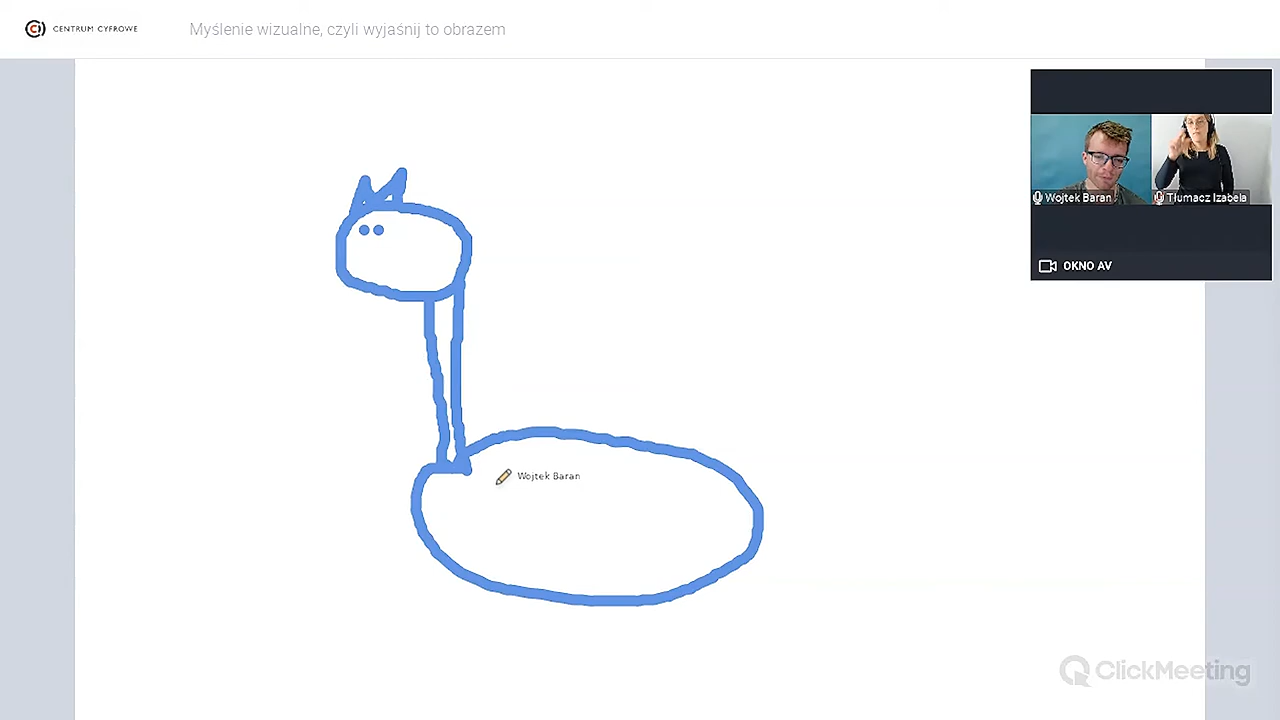 CENTRUM CYFROWE
Myślenie wizualne, czyli wyjaśnij to obrazem
Wojtek Baran
Tłumacz Izabela
OKNO AV
Wojtek Baran
ClickMeeting